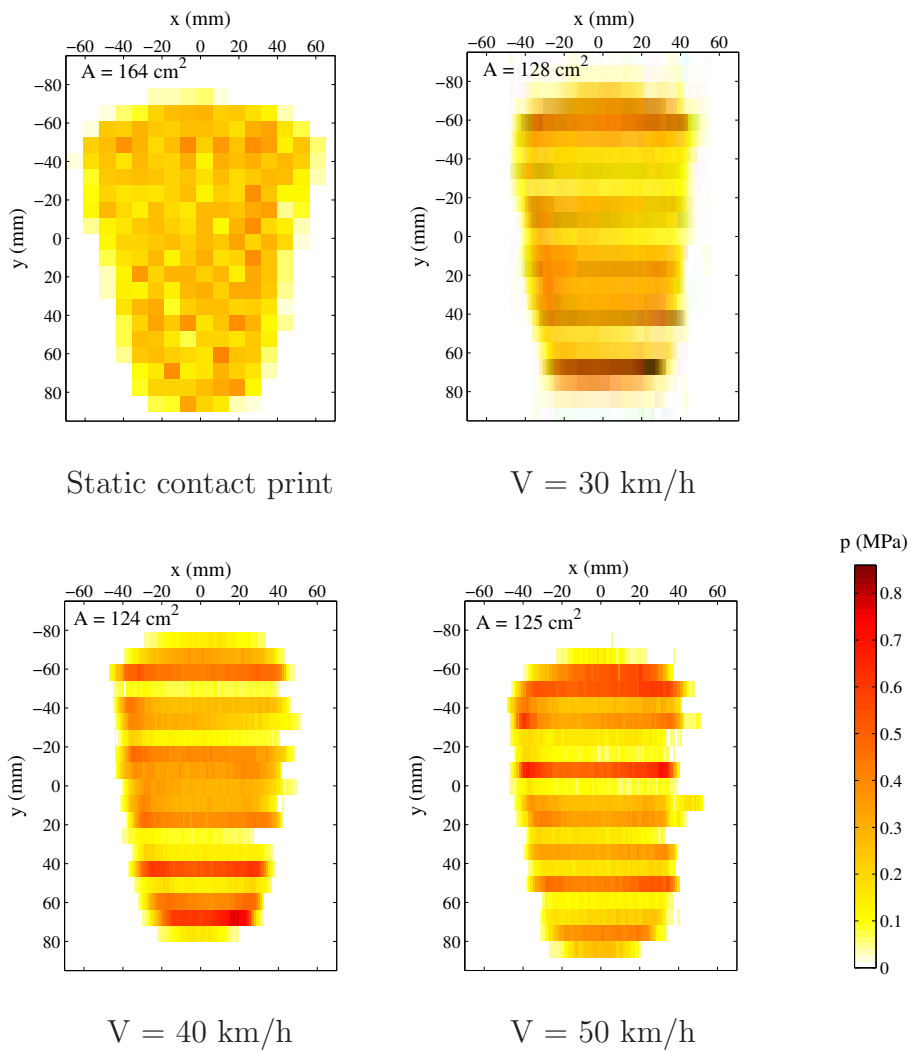 x (mm)
−60 −40 −20 0 20 40 60
A = 164 cm²
−80
−60
−40
−20
0
20
40
60
80
y (mm)
Static contact print
x (mm)
−60 −40 −20 0 20 40 60
A = 128 cm²
−80
−60
−40
−20
0
20
40
60
80
y (mm)
V = 30 km/h
x (mm)
−60 −40 −20 0 20 40 60
A = 124 cm²
−80
−60
−40
−20
0
20
40
60
80
y (mm)
V = 40 km/h
x (mm)
−60 −40 −20 0 20 40 60
A = 125 cm²
−80
−60
−40
−20
0
20
40
60
80
y (mm)
V = 50 km/h
p (MPa)
0.8
0.7
0.6
0.5
0.4
0.3
0.2
0.1
0